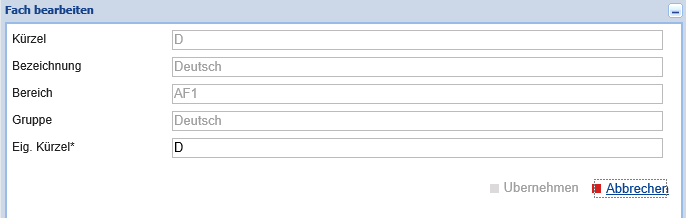 Fach bearbeiten
Kürzel D
Bezeichnung Deutsch
Bereich AF1
Gruppe Deutsch
Eig. Kürzel* D
Übernehmen Abbrechen